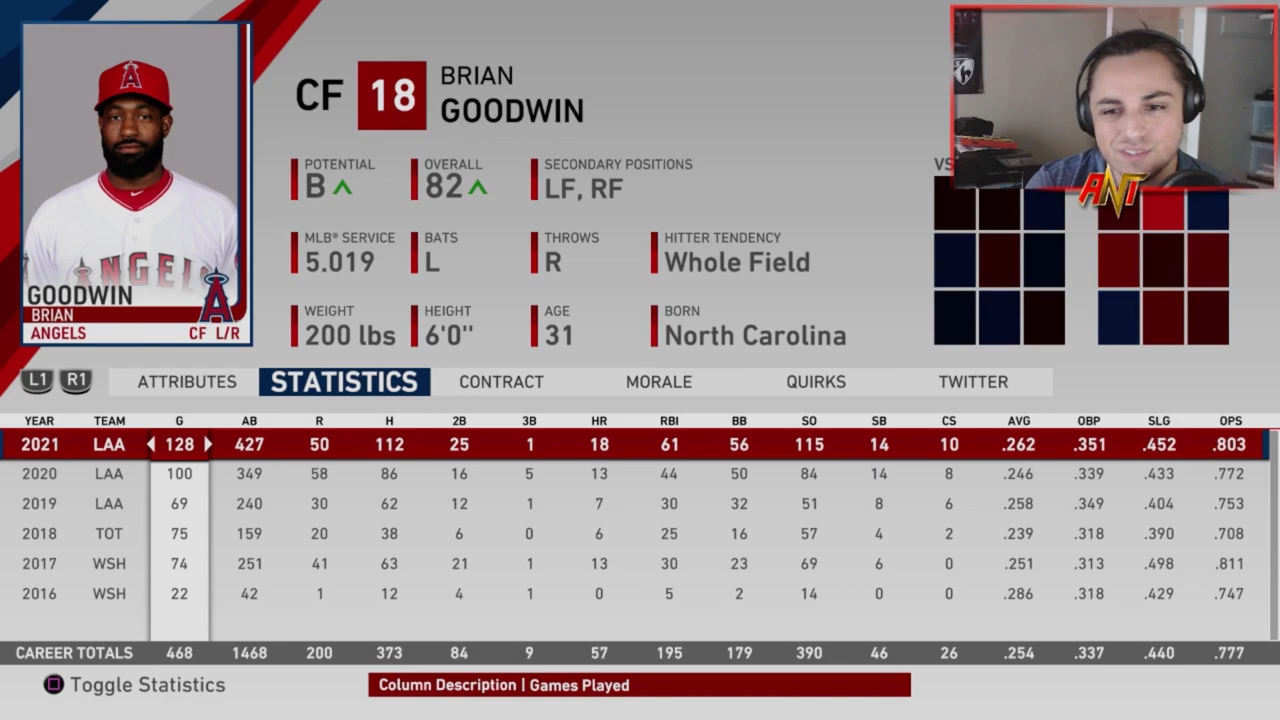 CF 18 BRIAN GOODWIN
POTENTIAL OVERALL SECONDARY POSITIONS
B 82 LF, RF
VS
ANT
MLB® SERVICE BATS THROWS HITTER TENDENCY
5.019 L R Whole Field
WEIGHT HEIGHT AGE BORN
200 lbs 6'0" 31 North Carolina
A
ANGELS
GOODWIN
BRIAN
ANGELS CF L/R
L1 R1 ATTRIBUTES STATISTICS CONTRACT MORALE QUIRKS TWITTER
YEAR TEAM G AB R H 2B 3B HR RBI BB SO SB CS AVG OBP SLG OPS
2021 LAA 128 427 50 112 25 1 18 61 56 115 14 10 .262 .351 .452 .803
2020 LAA 100 349 58 86 16 5 13 44 50 84 14 8 .246 .339 .433 .772
2019 LAA 69 240 30 62 12 1 7 30 32 51 8 6 .258 .349 .404 .753
2018 TOT 75 159 20 38 6 0 6 25 16 57 4 2 .239 .318 .390 .708
2017 WSH 74 251 41 63 21 1 13 30 23 69 6 0 .251 .313 .498 .811
2016 WSH 22 42 1 12 4 1 0 5 2 14 0 0 .286 .318 .429 .747
CAREER TOTALS 468 1468 200 373 84 9 57 195 179 390 46 26 .254 .337 .440 .777
Toggle Statistics
Column Description | Games Played